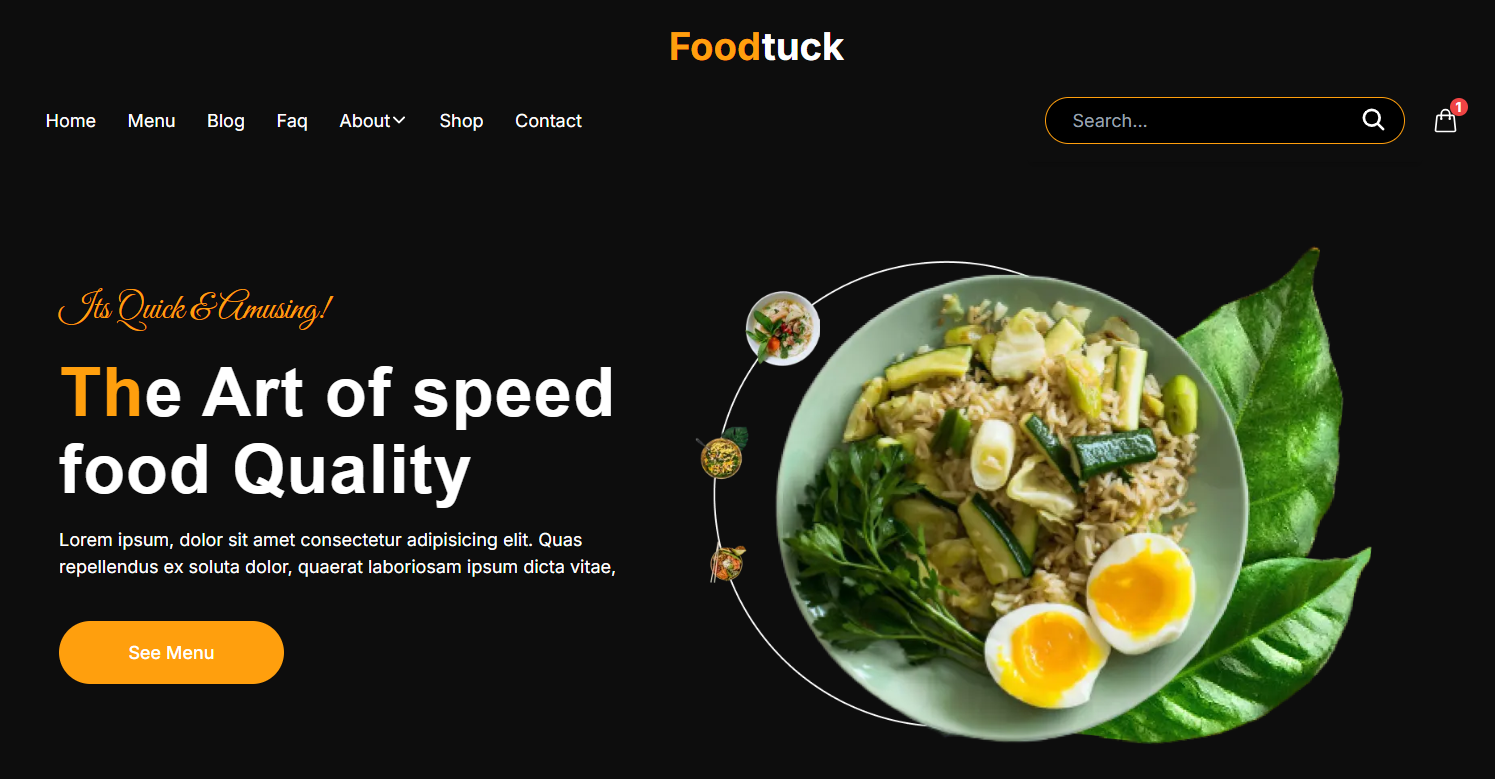 Foodtuck
Home Menu Blog Faq About Shop Contact
Search...
1
Its Quick & Amusing!
The Art of speed
food Quality
Lorem ipsum, dolor sit amet consectetur adipisicing elit. Quas
repellendus ex soluta dolor, quaerat laboriosam ipsum dicta vitae,
See Menu